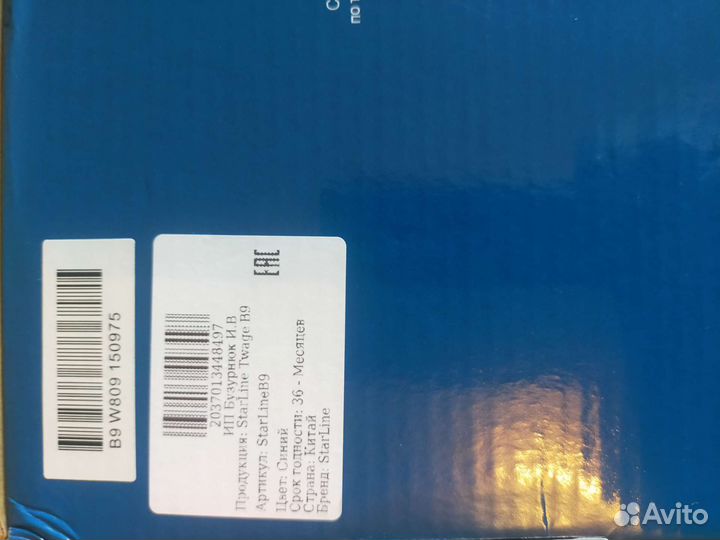 B9 W809 150975
2037013448497
ИП Бузурнюк И.В
Продукция: StarLine Twage B9
Артикул: StarLineB9
Цвет: Синий
Срок годности: 36 - Месяцев
Страна: Китай
Бренд: StarLine
EAC
Avito